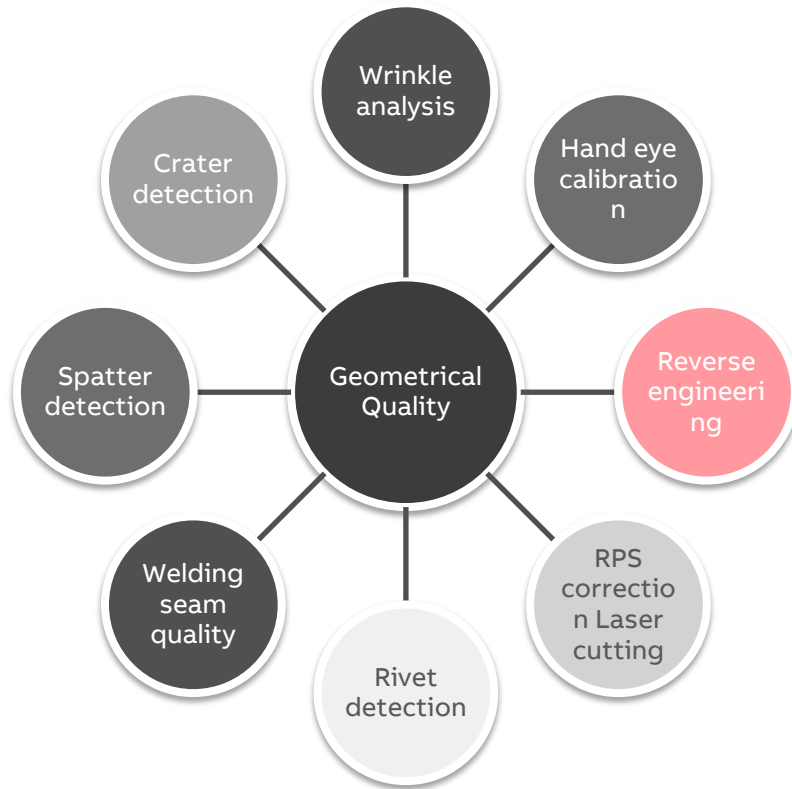 Wrinkle
analysis
Hand eye
calibratio
n
Reverse
engineeri
ng
RPS
correctio
n Laser
cutting
Rivet
detection
Welding
seam
quality
Spatter
detection
Crater
detection
Geometrical
Quality